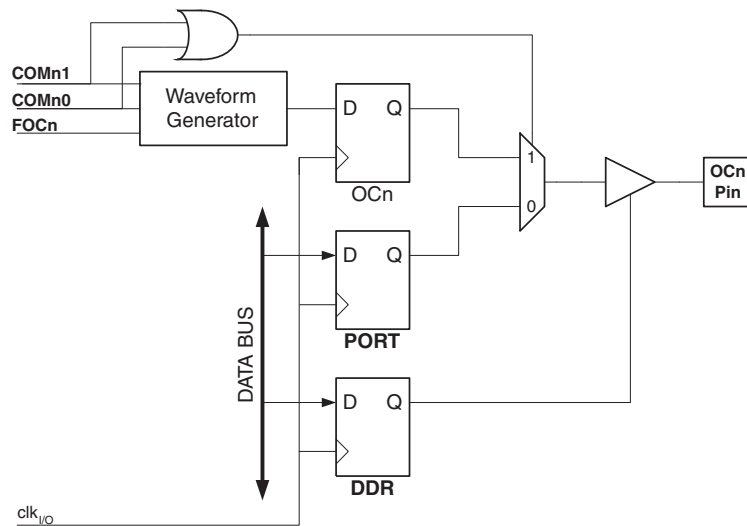 COMn1
COMn0
FOCn
Waveform
Generator
D Q
OCn
1
0
OCn
Pin
D Q
PORT
DATA BUS
D Q
DDR
clkI/O